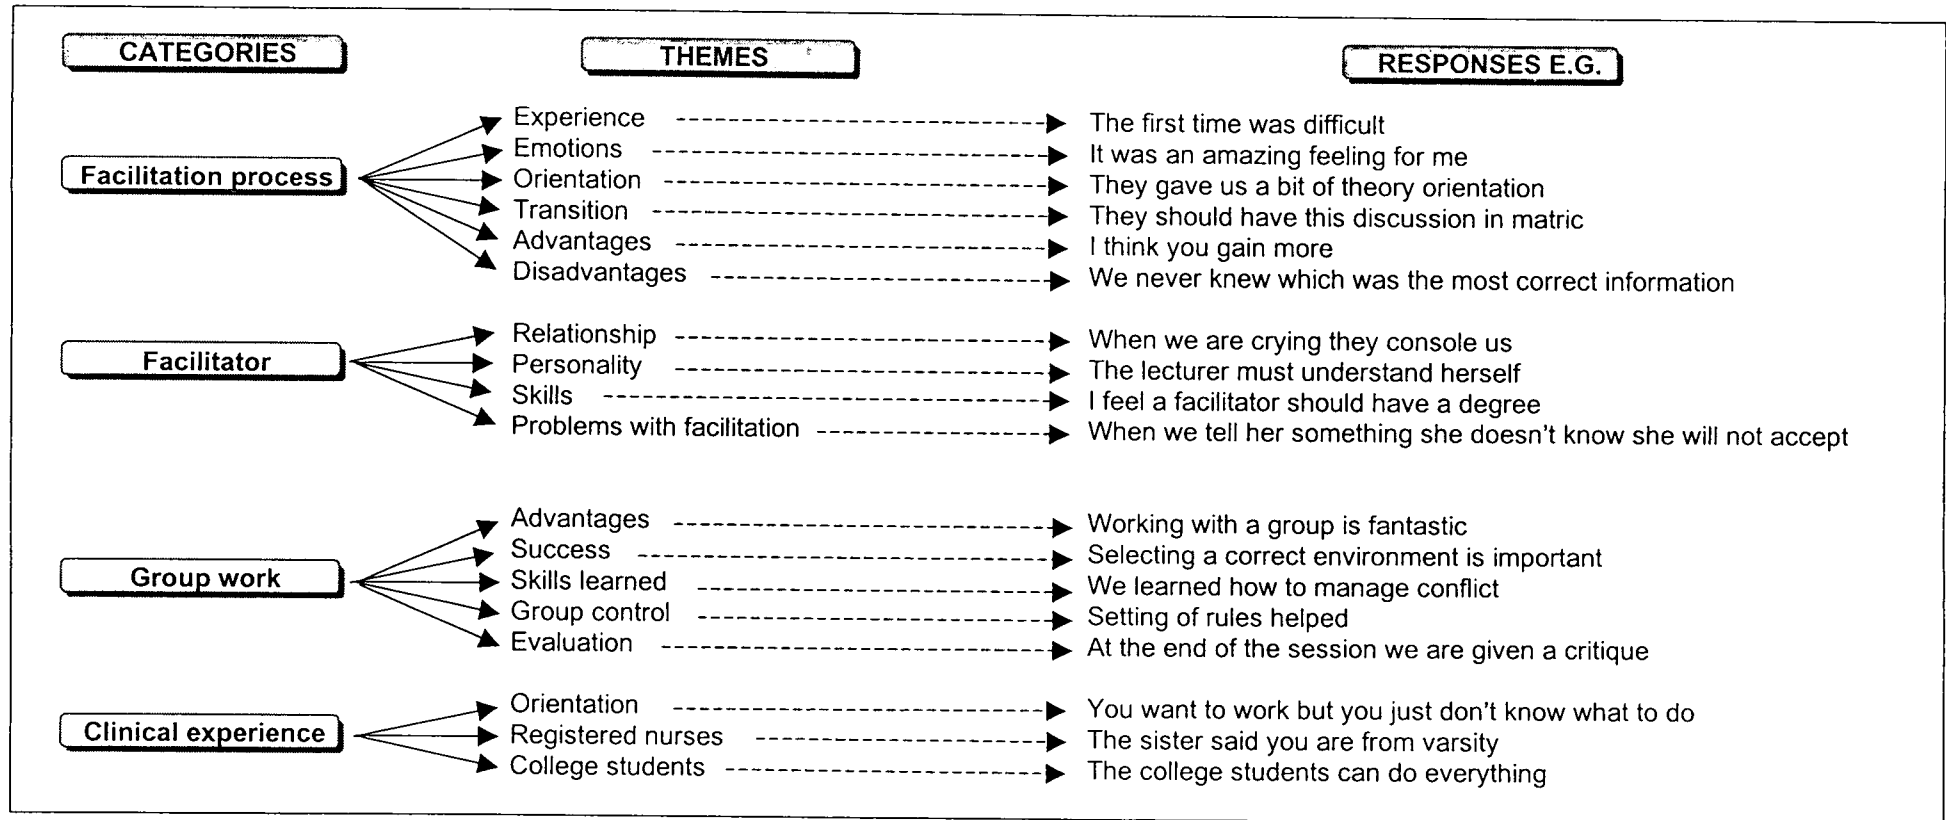 CATEGORIES THEMES RESPONSES E.G.
Experience The first time was difficult
Emotions It was an amazing feeling for me
Facilitation process Orientation They gave us a bit of theory orientation
Transition They should have this discussion in matric
Advantages I think you gain more
Disadvantages We never knew which was the most correct information
Relationship When we are crying they console us
Facilitator Personality The lecturer must understand herself
Skills I feel a facilitator should have a degree
Problems with facilitation When we tell her something she doesn't know she will not accept
Advantages Working with a group is fantastic
Success Selecting a correct environment is important
Group work Skills learned We learned how to manage conflict
Group control Setting of rules helped
Evaluation At the end of the session we are given a critique
Orientation You want to work but you just don't know what to do
Clinical experience Registered nurses The sister said you are from varsity
College students The college students can do everything